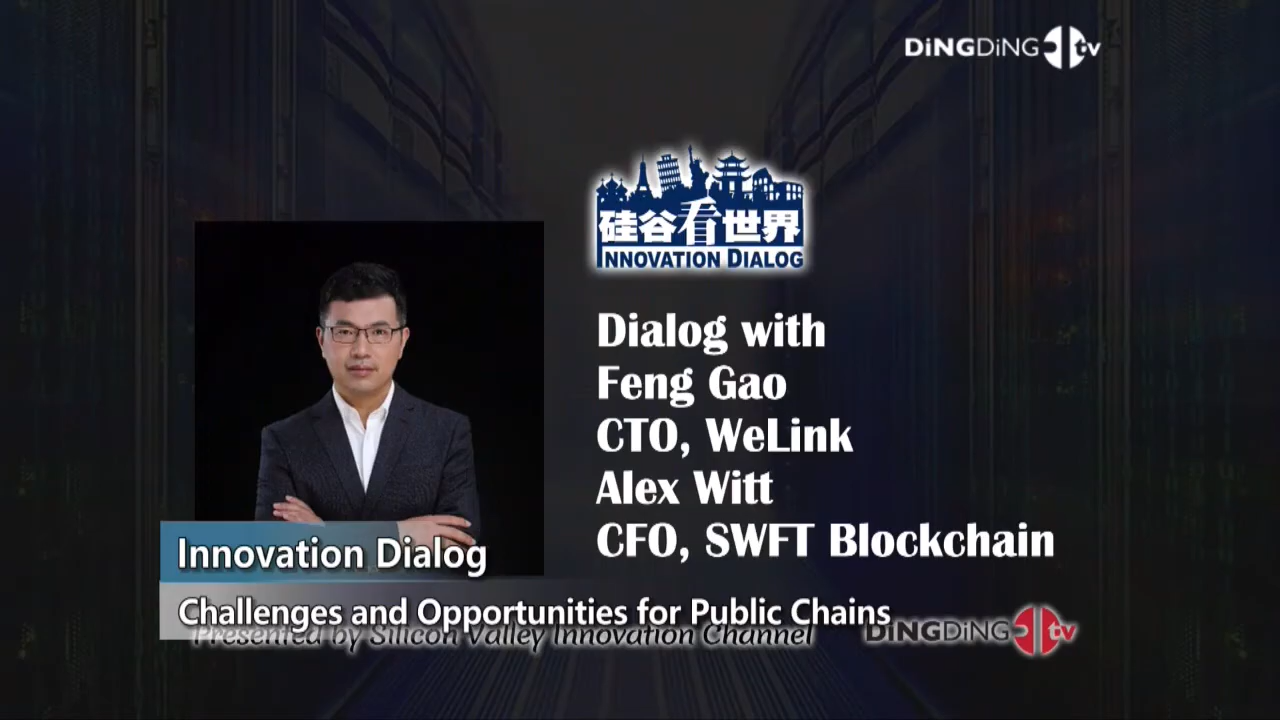 DiNGDiNG tv
硅谷看世界
INNOVATION DIALOG
Dialog with
Feng Gao
CTO, WeLink
Alex Witt
CFO, SWFT Blockchain
Innovation Dialog
Challenges and Opportunities for Public Chains
Presented by Silicon Valley Innovation Channel
DiNGDiNG tv